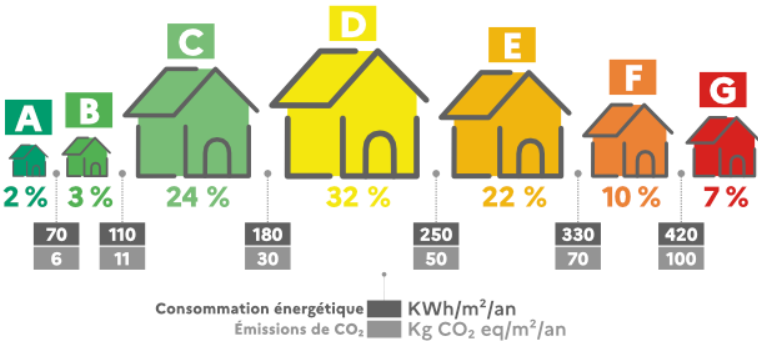 A B C D E F G
2 % 3 % 24 % 32 % 22 % 10 % 7 %
70 110 180 250 330 420
6 11 30 50 70 100
Consommation énergétique KWh/m²/an
Émissions de CO₂ Kg CO₂ eq/m²/an